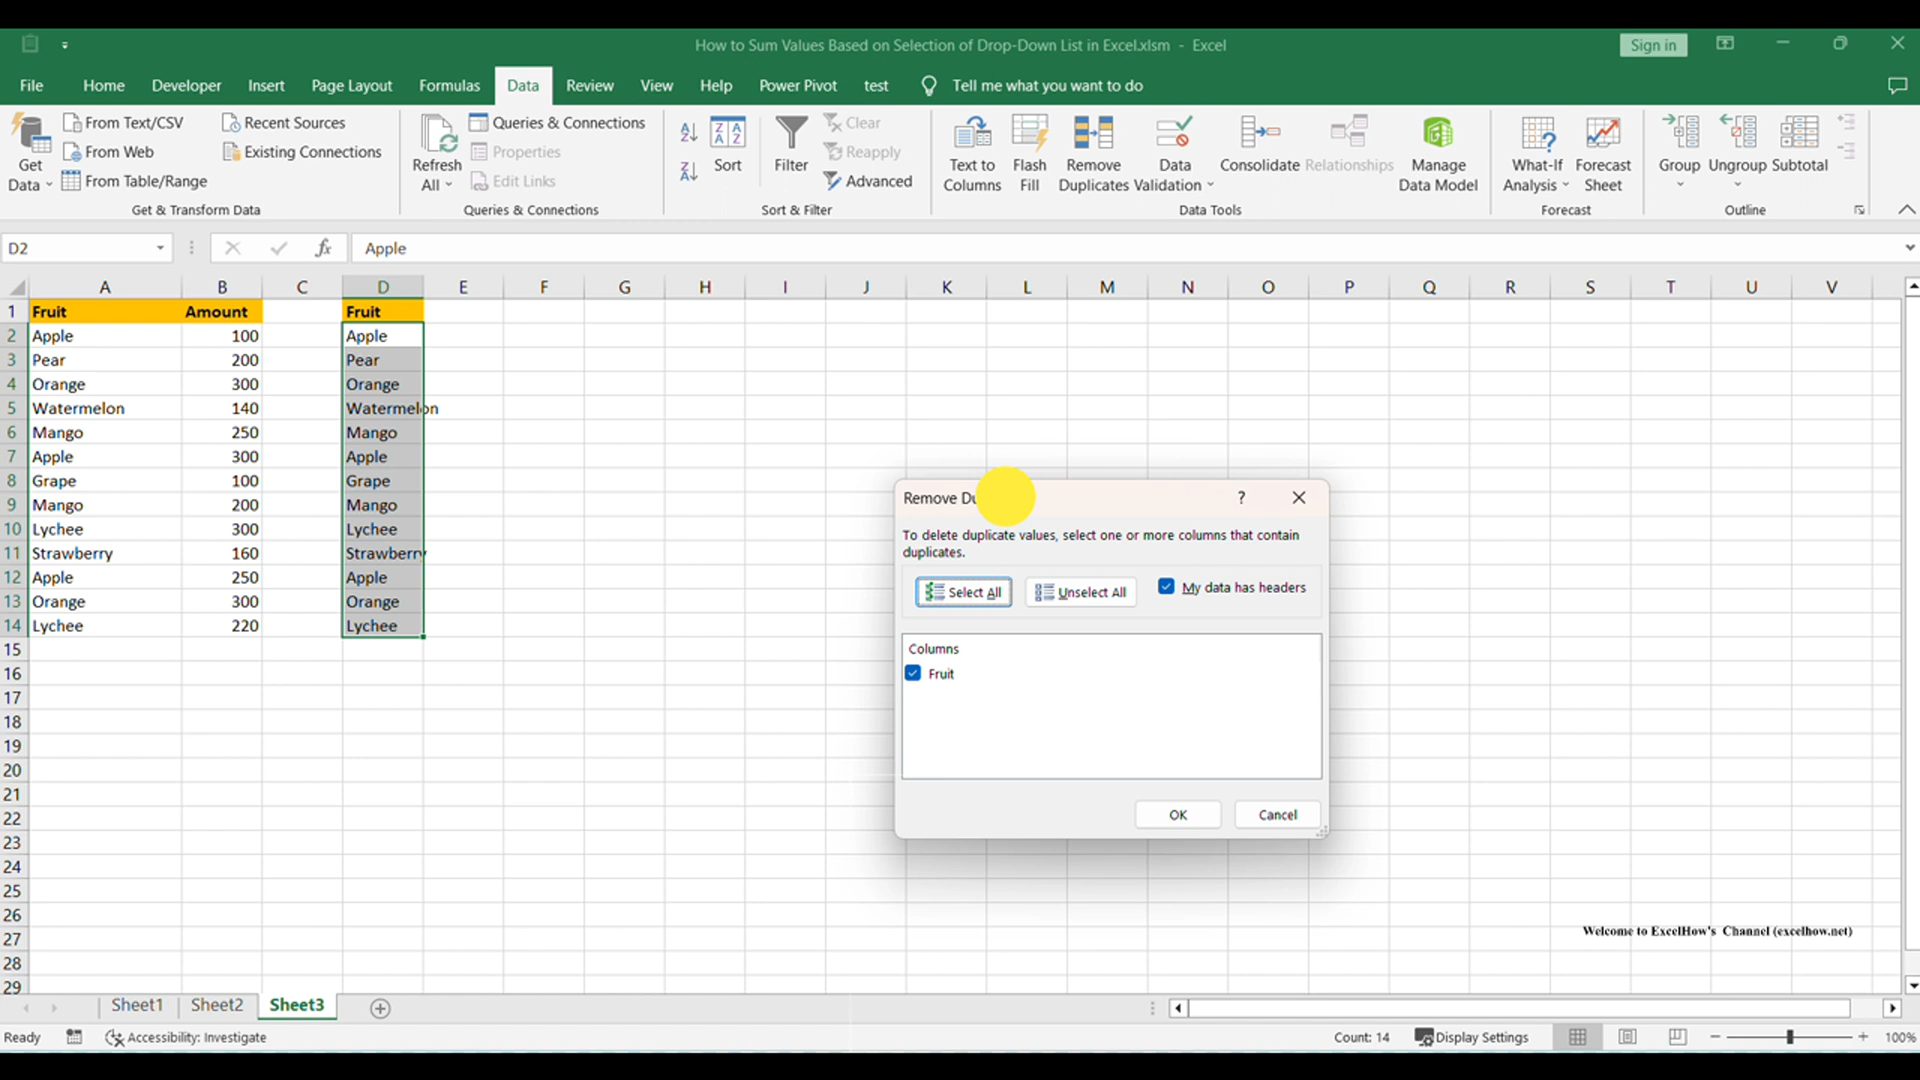 How to Sum Values Based on Selection of Drop-Down List in Excel.xlsm - Excel
Sign in
File Home Developer Insert Page Layout Formulas Data Review View Help Power Pivot test Tell me what you want to do
Get Data
From Text/CSV
From Web
From Table/Range
Recent Sources
Existing Connections
Get & Transform Data
Refresh All
Queries & Connections
Properties
Edit Links
Queries & Connections
Sort
Filter
Clear
Reapply
Advanced
Sort & Filter
Text to Columns
Flash Fill
Remove Duplicates
Data Validation
Consolidate
Relationships
Manage Data Model
Data Tools
What-If Analysis
Forecast Sheet
Forecast
Group
Ungroup
Subtotal
Outline
D2 fx Apple
A B C D E F G H I J K L M N O P Q R S T U V
1 Fruit Amount Fruit
2 Apple 100 Apple
3 Pear 200 Pear
4 Orange 300 Orange
5 Watermelon 140 Watermelon
6 Mango 250 Mango
7 Apple 300 Apple
8 Grape 100 Grape
9 Mango 200 Mango
10 Lychee 300 Lychee
11 Strawberry 160 Strawberry
12 Apple 250 Apple
13 Orange 300 Orange
14 Lychee 220 Lychee
15
16
17
18
19
20
21
22
23
24
25
26
27
28
29
Remove
To delete duplicate values, select one or more columns that contain
duplicates.
Select All Unselect All My data has headers
Columns
Fruit
OK Cancel
Welcome to ExcelHow's Channel (excelhow.net)
Sheet1 Sheet2 Sheet3
Ready Accessibility: Investigate Count: 14 Display Settings 100%